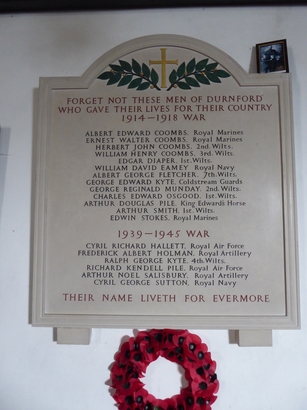 FORGET NOT THESE MEN OF DURNFORD
WHO GAVE THEIR LIVES FOR THEIR COUNTRY
1914–1918 WAR
ALBERT EDWARD COOMBS, Royal Marines
ERNEST WALTER COOMBS, Royal Marines
HERBERT JOHN COOMBS, 2nd.Wilts.
WILLIAM HENRY COOMBS, 3rd.Wilts.
EDGAR DIAPER, 1st.Wilts.
WILLIAM DAVID EAMEY, Royal Navy
ALBERT GEORGE FLETCHER, 7th.Wilts.
GEORGE EDWARD KYTE, Coldstream Guards
GEORGE REGINALD MUNDAY, 2nd.Wilts.
CHARLES EDWARD OSGOOD, 1st.Wilts.
ARTHUR DOUGLAS PILE, King Edwards Horse
ARTHUR SMITH, 1st.Wilts.
EDWIN STOKES, Royal Marines
1939–1945 WAR
CYRIL RICHARD HALLETT, Royal Air Force
FREDERICK ALBERT HOLMAN, Royal Artillery
RALPH GEORGE KYTE, 4th.Wilts.
RICHARD KENDELL PILE, Royal Air Force
ARTHUR NOEL SALISBURY, Royal Artillery
CYRIL GEORGE SUTTON, Royal Navy
THEIR NAME LIVETH FOR EVERMORE